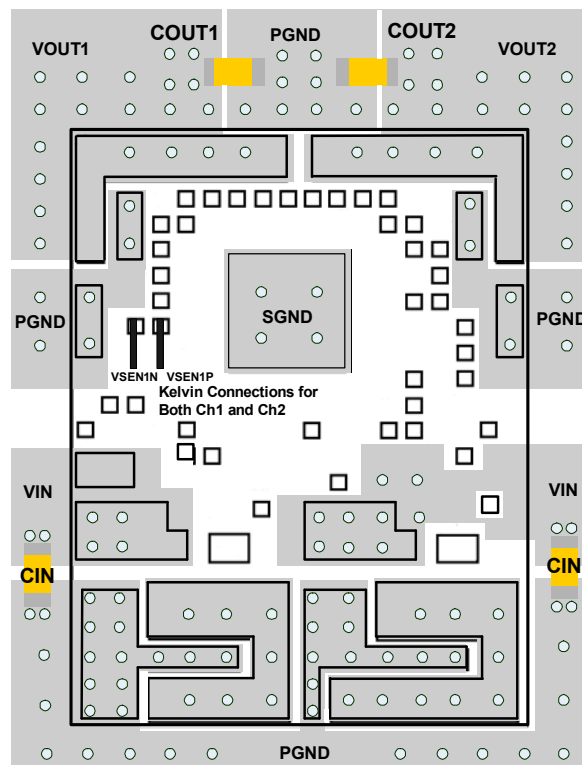 VOUT1
COUT1
PGND
COUT2
VOUT2
PGND
SGND
PGND
VSEN1N VSEN1P
Kelvin Connections for
Both Ch1 and Ch2
VIN
VIN
CIN
CIN
PGND